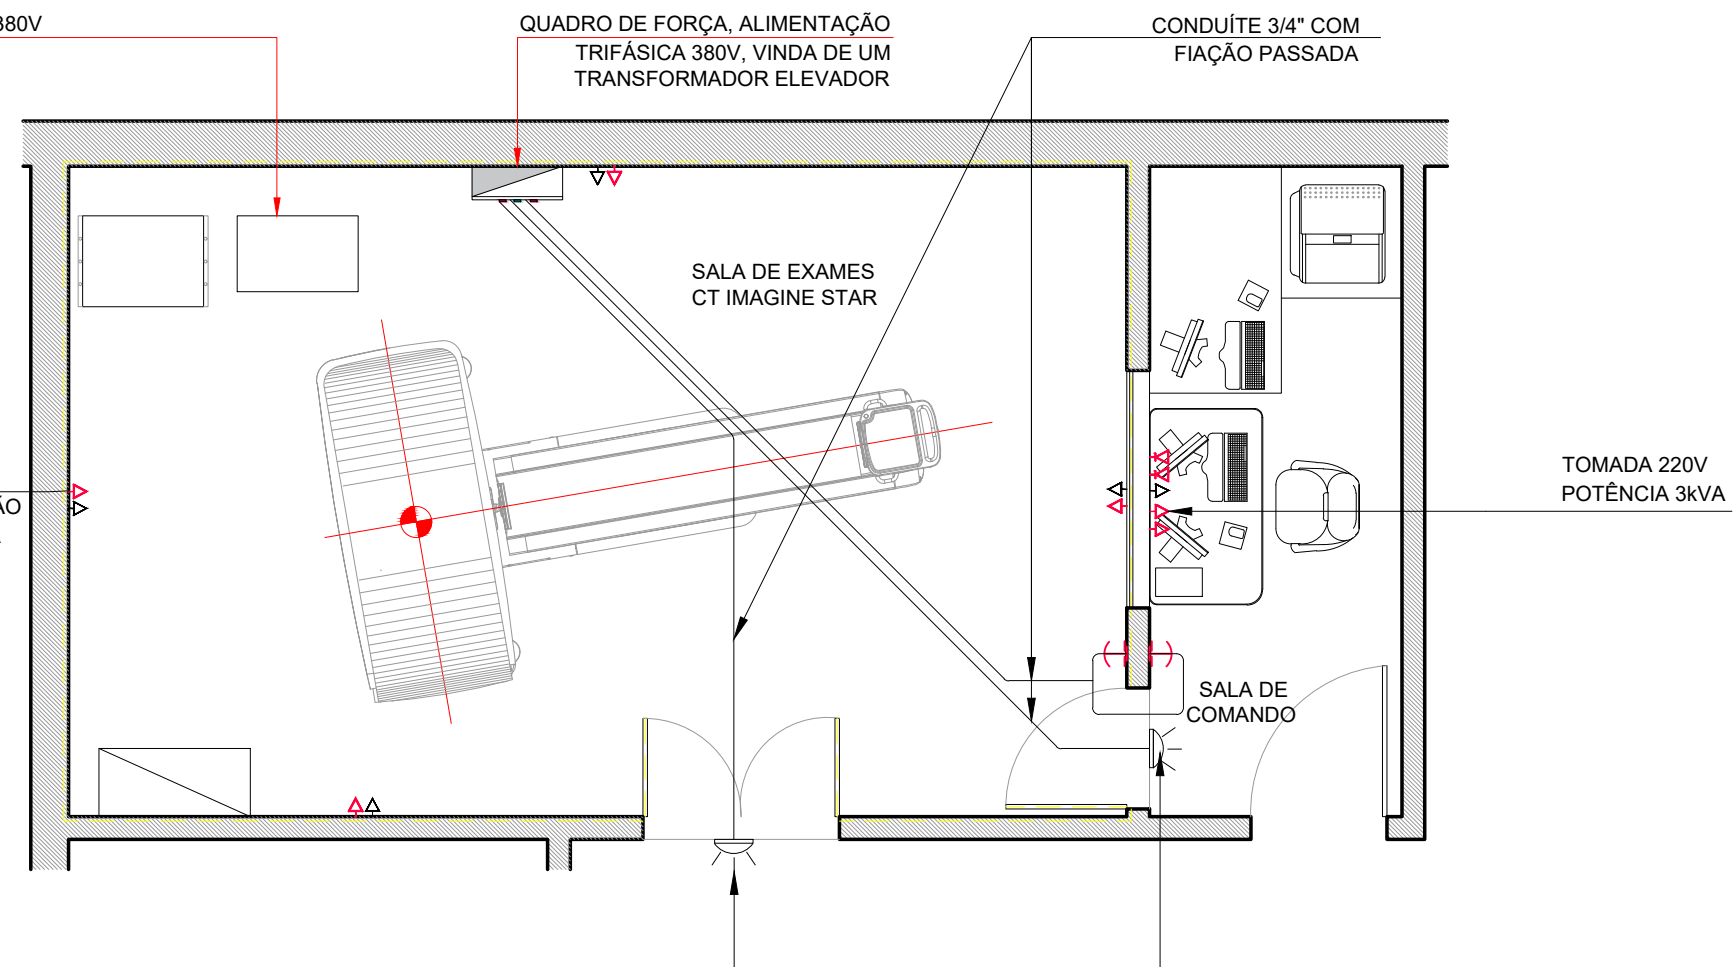 380V
QUADRO DE FORÇA, ALIMENTAÇÃO
TRIFÁSICA 380V, VINDA DE UM
TRANSFORMADOR ELEVADOR
CONDUÍTE 3/4" COM
FIAÇÃO PASSADA
SALA DE EXAMES
CT IMAGINE STAR
TOMADA 220V
POTÊNCIA 3kVA
ÃO
SALA DE
COMANDO